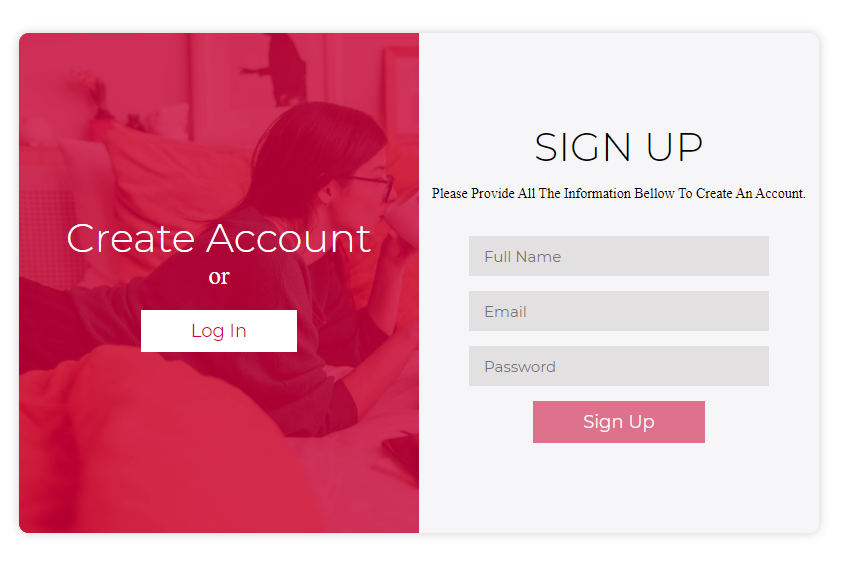 Create Account
or
Log In
SIGN UP
Please Provide All The Information Bellow To Create An Account.
Full Name
Email
Password
Sign Up